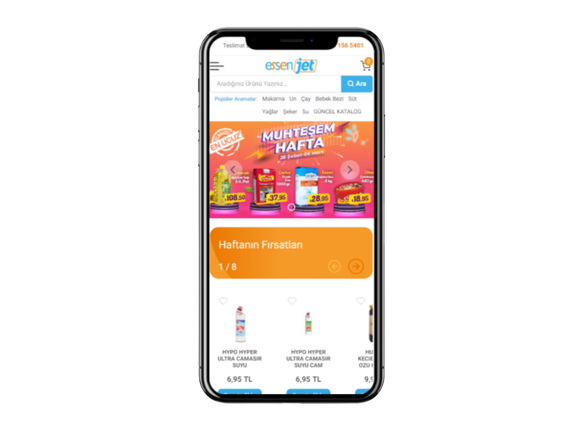 Teslimat
156 5401
essen jet
0
Aradığınız Ürünü Yazınız...
Ara
Popüler Aramalar: Makarna Un Çay Bebek Bezi Süt
Yağlar Şeker Su GÜNCEL KATALOG
EN UCUZ
MUHTEŞEM
HAFTA
108,50
37,95
28,95
18,95
Haftanın Fırsatları
1 / 8
HYPO HYPER
ULTRA CAMASIR
SUYU
6,95 TL
HYPO HYPER
ULTRA CAMASIR
SUYU CAM
6,95 TL
HU
KECIE
OZU
9,9